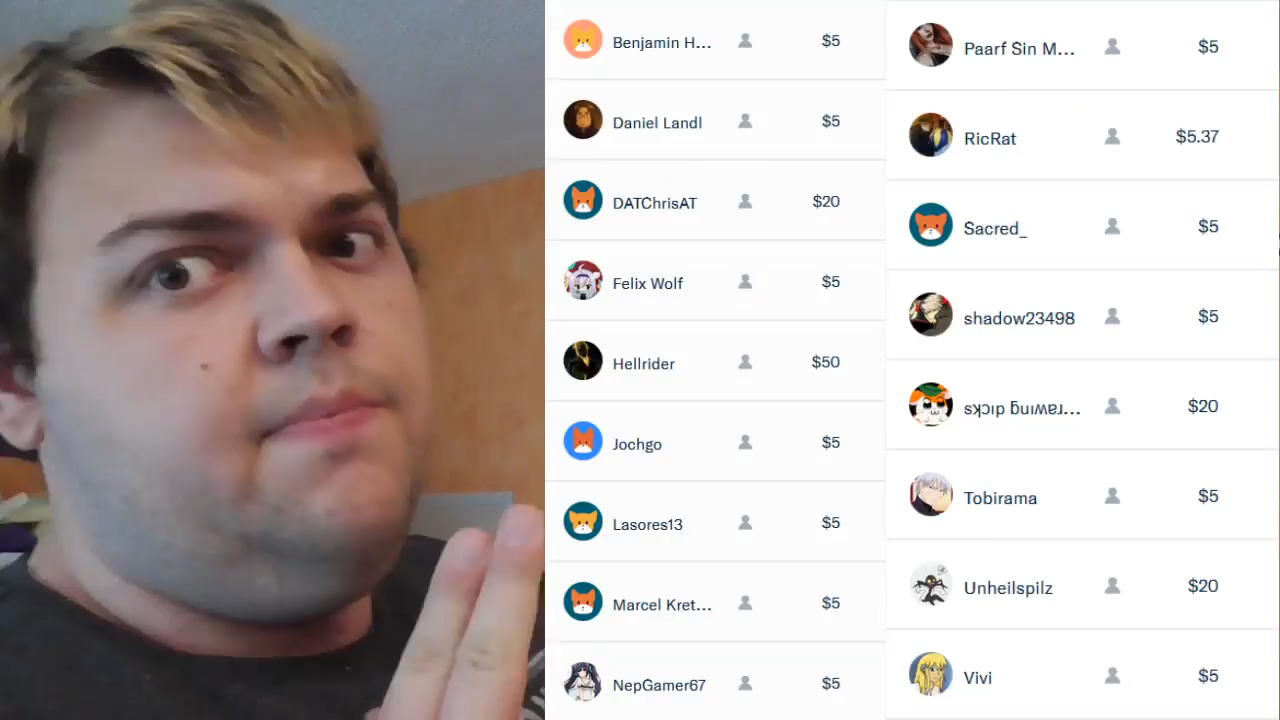 Benjamin H... $5
Daniel Landl $5
DATChrisAT $20
Felix Wolf $5
Hellrider $50
Jochgo $5
Lasores13 $5
Marcel Kret... $5
NepGamer67 $5
Paarf Sin M... $5
RicRat $5.37
Sacred_ $5
shadow23498 $5
sʞɔıp ƃuıʍɐɹ... $20
Tobirama $5
Unheilspilz $20
Vivi $5